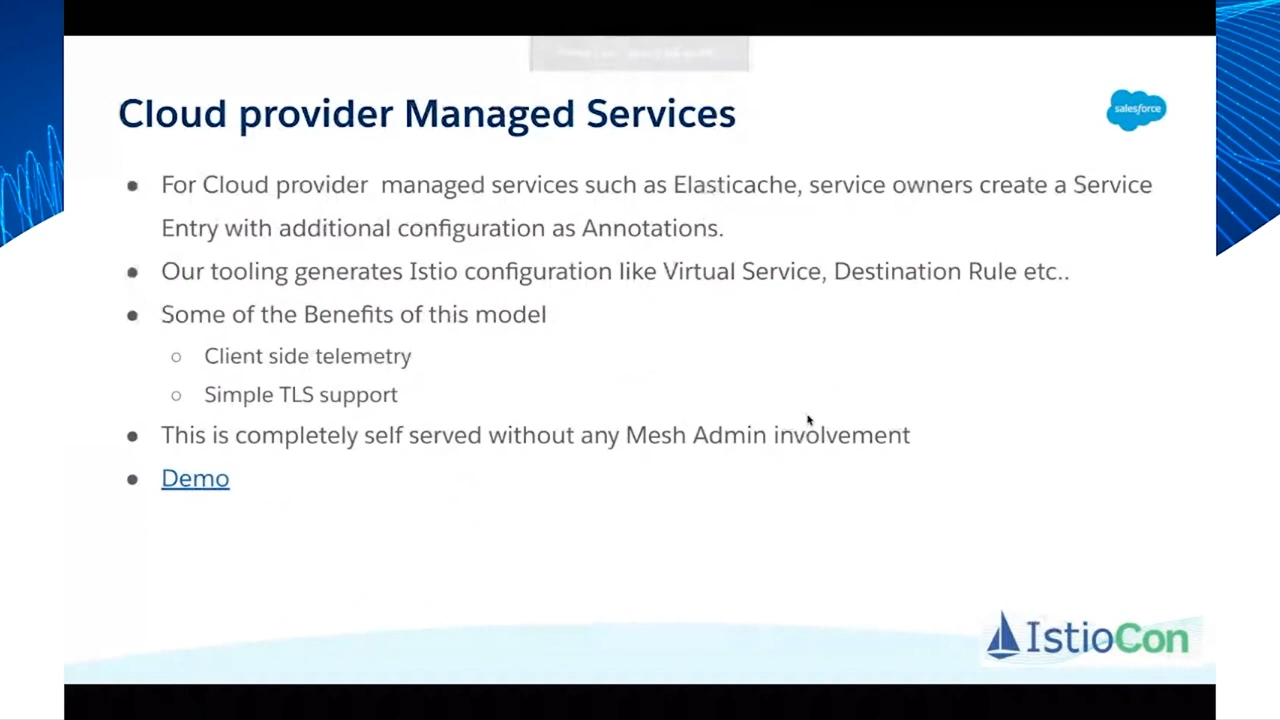 Cloud provider Managed Services
salesforce
● For Cloud provider  managed services such as Elasticache, service owners create a Service
Entry with additional configuration as Annotations.
● Our tooling generates Istio configuration like Virtual Service, Destination Rule etc..
● Some of the Benefits of this model
○ Client side telemetry
○ Simple TLS support
● This is completely self served without any Mesh Admin involvement
● Demo
IstioCon